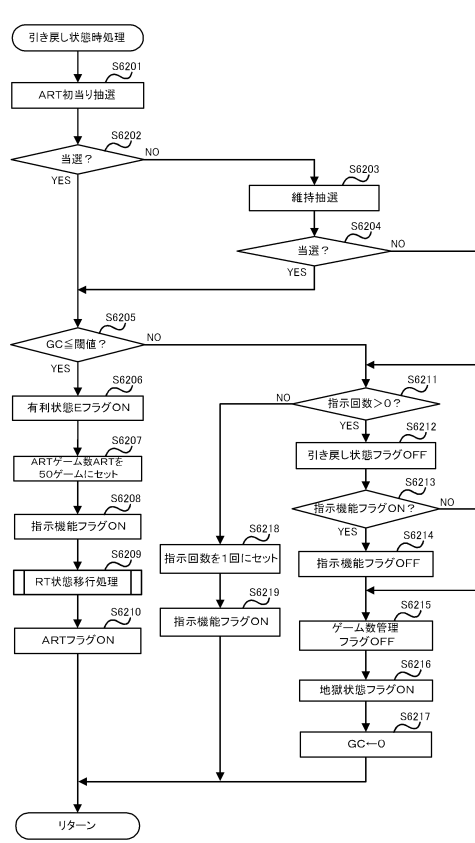 引き戻し状態時処理
S6201
ART初当り抽選
S6202
当選？
NO
YES
S6203
維持抽選
S6204
当選？
NO
YES
S6205
GC≦閾値？
NO
YES
S6206
有利状態EフラグON
S6207
ARTゲーム数ARTを
50ゲームにセット
S6208
指示機能フラグON
S6209
RT状態移行処理
S6210
ARTフラグON
S6211
指示回数＞0？
NO
YES
S6212
引き戻し状態フラグOFF
S6213
指示機能フラグON？
NO
YES
S6214
指示機能フラグOFF
S6218
指示回数を1回にセット
S6219
指示機能フラグON
S6215
ゲーム数管理
フラグOFF
S6216
地獄状態フラグON
S6217
GC←0
リターン